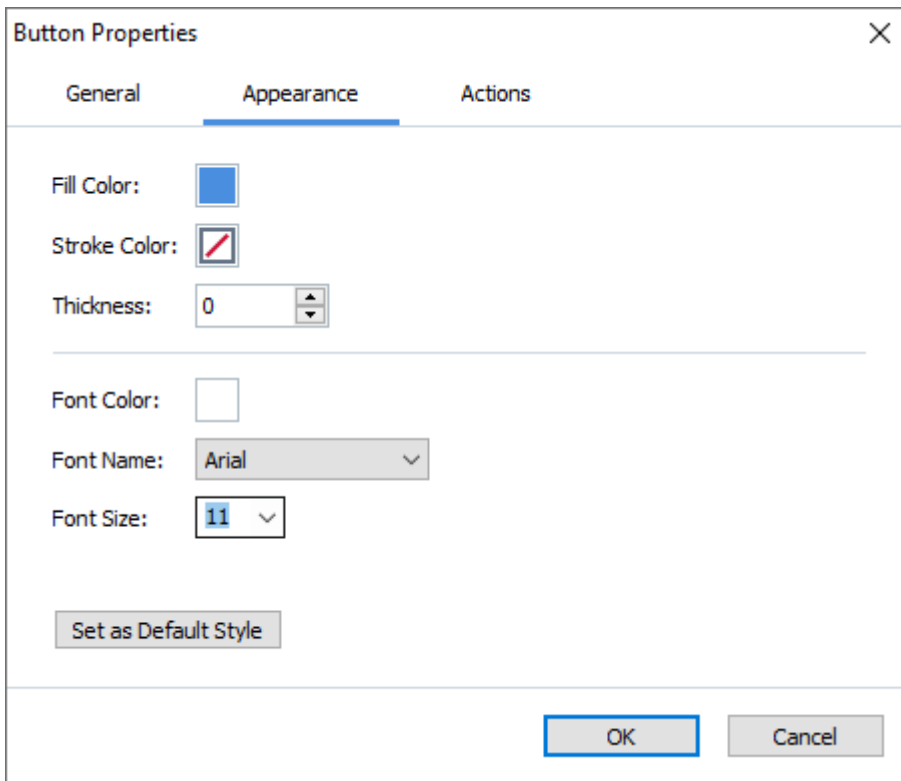 Button Properties
General Appearance Actions
Fill Color:
Stroke Color:
Thickness: 0
Font Color:
Font Name: Arial
Font Size: 11
Set as Default Style
OK Cancel